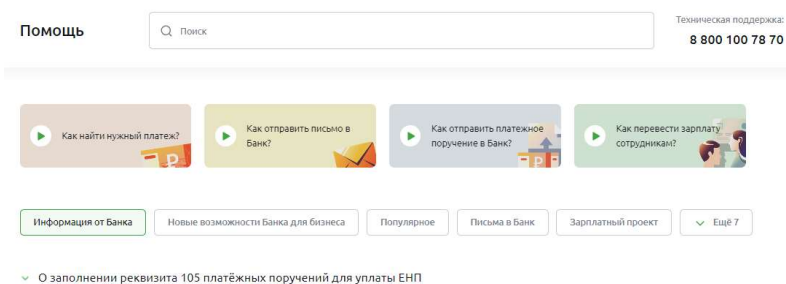 Помощь
Поиск
Техническая поддержка:
8 800 100 78 70
Как найти нужный платеж?
Как отправить письмо в
Банк?
Как отправить платежное
поручение в Банк?
Как перевести зарплату
сотрудникам?
Информация от Банка
Новые возможности Банка для бизнеса
Популярное
Письма в Банк
Зарплатный проект
Ещё 7
О заполнении реквизита 105 платёжных поручений для уплаты ЕНП